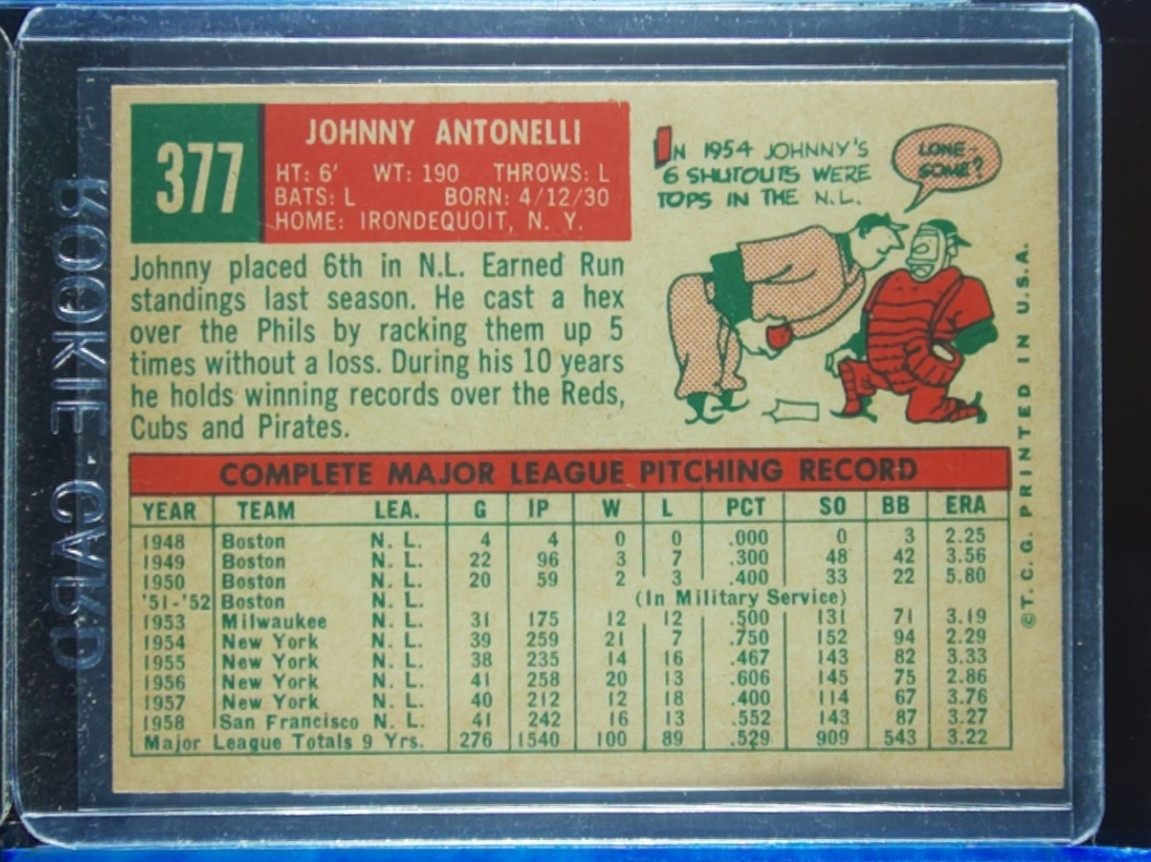 ROOKIE CARD
377
JOHNNY ANTONELLI
HT: 6' WT: 190 THROWS: L
BATS: L BORN: 4/12/30
HOME: IRONDEQUOIT, N. Y.
IN 1954 JOHNNY'S
6 SHUTOUTS WERE
TOPS IN THE N.L.
LONE-
SOME?
Johnny placed 6th in N.L. Earned Run
standings last season. He cast a hex
over the Phils by racking them up 5
times without a loss. During his 10 years
he holds winning records over the Reds,
Cubs and Pirates.
COMPLETE MAJOR LEAGUE PITCHING RECORD
YEAR TEAM LEA. G IP W L PCT SO BB ERA
1948 Boston N. L. 4 4 0 0 .000 0 3 2.25
1949 Boston N. L. 22 96 3 7 .300 48 42 3.56
1950 Boston N. L. 20 59 2 3 .400 33 22 5.80
'51-'52 Boston N. L. (In Military Service)
1953 Milwaukee N. L. 31 175 12 12 .500 131 71 3.19
1954 New York N. L. 39 259 21 7 .750 152 94 2.29
1955 New York N. L. 38 235 14 16 .467 143 82 3.33
1956 New York N. L. 41 258 20 13 .606 145 75 2.86
1957 New York N. L. 40 212 12 18 .400 114 67 3.76
1958 San Francisco N. L. 41 242 16 13 .552 143 87 3.27
Major League Totals 9 Yrs. 276 1540 100 89 .529 909 543 3.22
©T. C. G. PRINTED IN U.S.A.